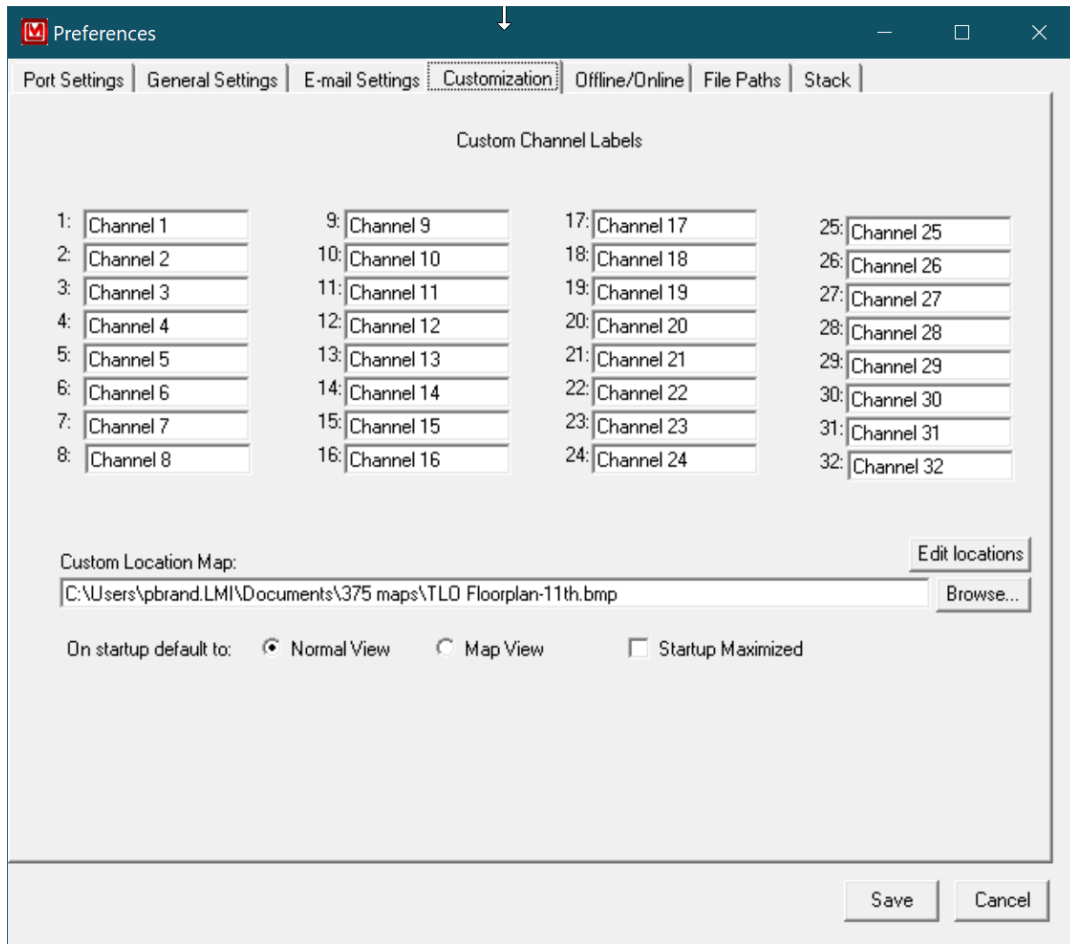 Preferences
Port Settings General Settings E-mail Settings Customization Offline/Online File Paths Stack
Custom Channel Labels
1: Channel 1
2: Channel 2
3: Channel 3
4: Channel 4
5: Channel 5
6: Channel 6
7: Channel 7
8: Channel 8
9: Channel 9
10: Channel 10
11: Channel 11
12: Channel 12
13: Channel 13
14: Channel 14
15: Channel 15
16: Channel 16
17: Channel 17
18: Channel 18
19: Channel 19
20: Channel 20
21: Channel 21
22: Channel 22
23: Channel 23
24: Channel 24
25: Channel 25
26: Channel 26
27: Channel 27
28: Channel 28
29: Channel 29
30: Channel 30
31: Channel 31
32: Channel 32
Custom Location Map: Edit locations
C:\Users\pbrand.LMI\Documents\375 maps\TLO Floorplan-11th.bmp Browse...
On startup default to: Normal View Map View Startup Maximized
Save Cancel